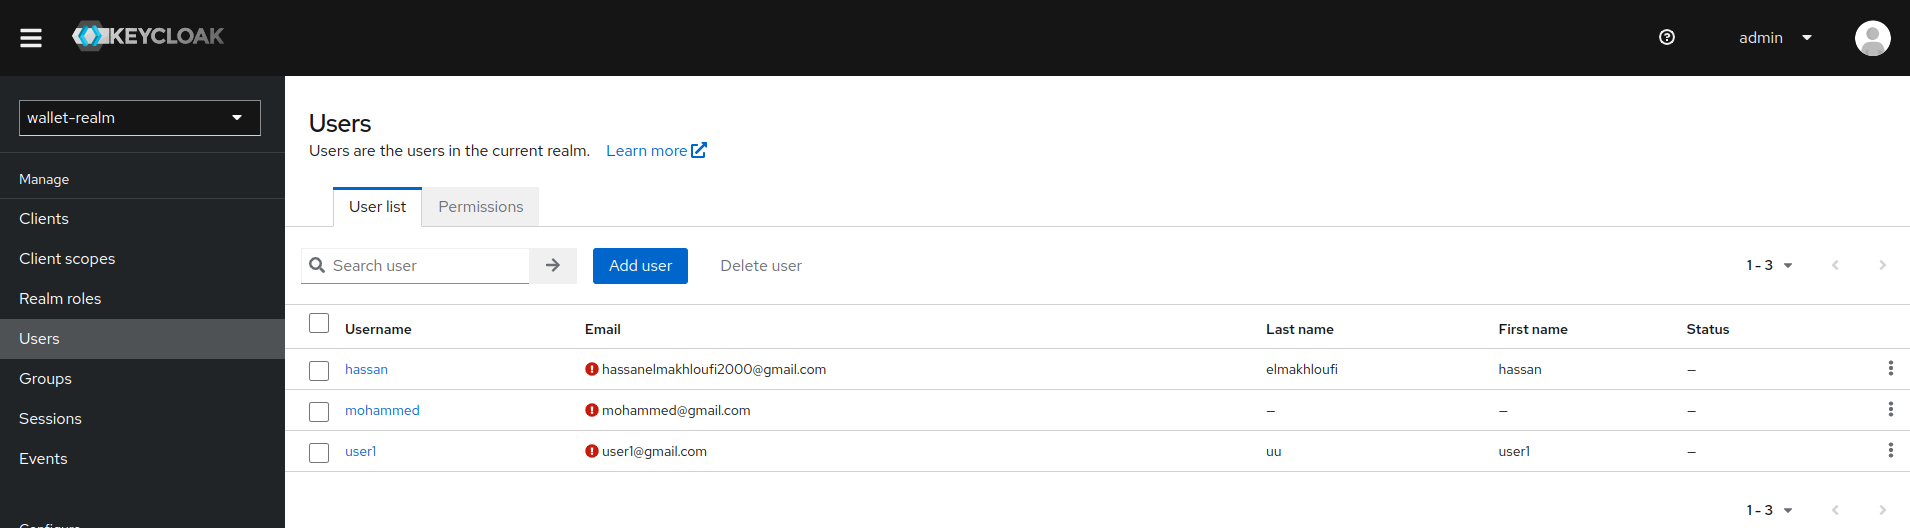 KEYCLOAK
admin
wallet-realm
Manage
Clients
Client scopes
Realm roles
Users
Groups
Sessions
Events
Configure
Users
Users are the users in the current realm. Learn more
User list Permissions
Search user Add user Delete user 1 - 3
Username Email Last name First name Status
hassan hassanelmakhloufi2000@gmail.com elmakhloufi hassan –
mohammed mohammed@gmail.com – – –
user1 user1@gmail.com uu user1 –
1 - 3